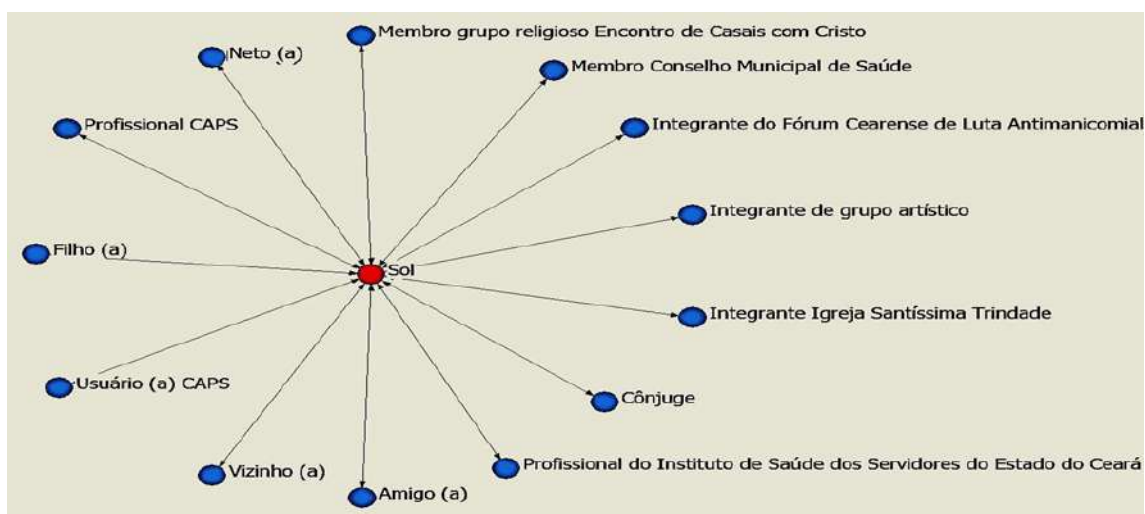 Membro grupo religioso Encontro de Casais com Cristo
Neto (a)
Membro Conselho Municipal de Saúde
Profissional CAPS
Integrante do Fórum Cearense de Luta Antimanicomial
Integrante de grupo artístico
Filho (a)
Sol
Integrante Igreja Santíssima Trindade
Usuário (a) CAPS
Cônjuge
Vizinho (a)
Profissional do Instituto de Saúde dos Servidores do Estado do Ceará
Amigo (a)